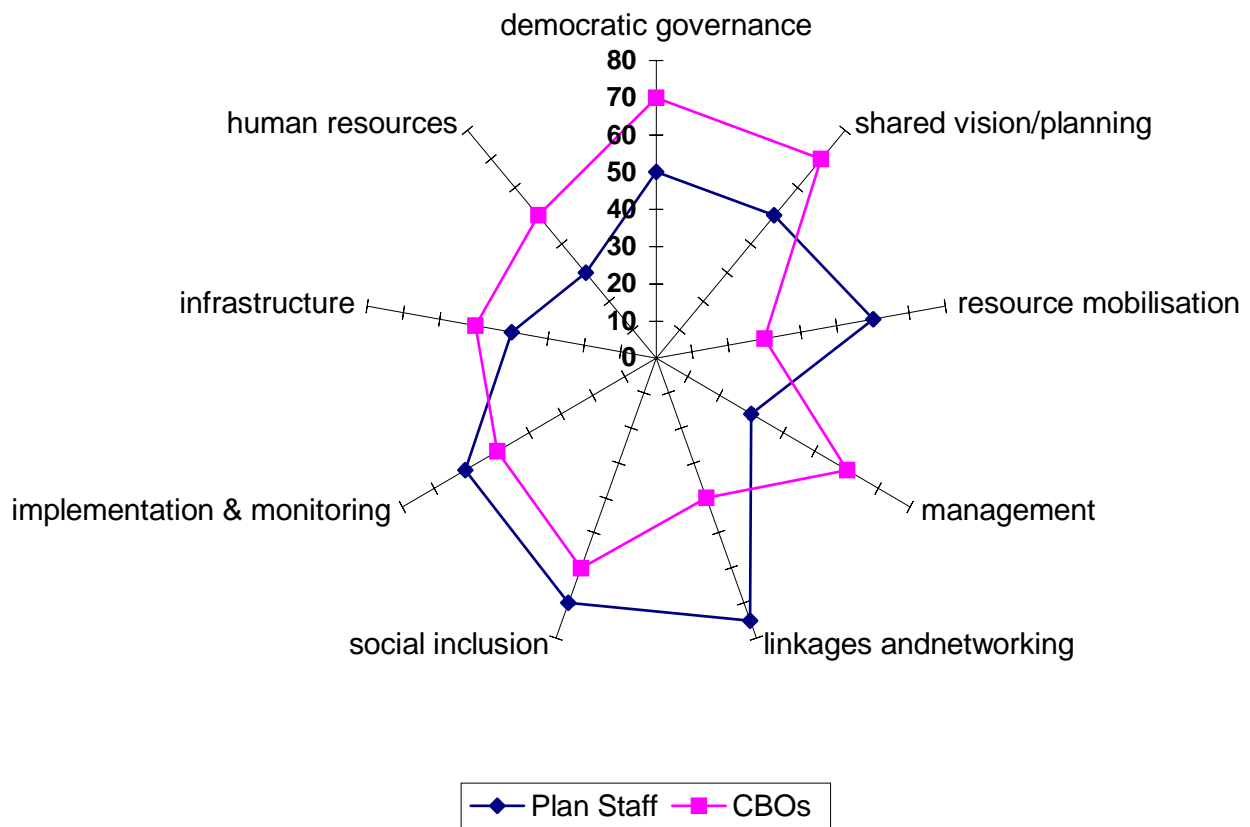 democratic governance
80
70
60
50
40
30
20
10
0
shared vision/planning
resource mobilisation
management
linkages andnetworking
social inclusion
implementation & monitoring
infrastructure
human resources
Plan Staff CBOs